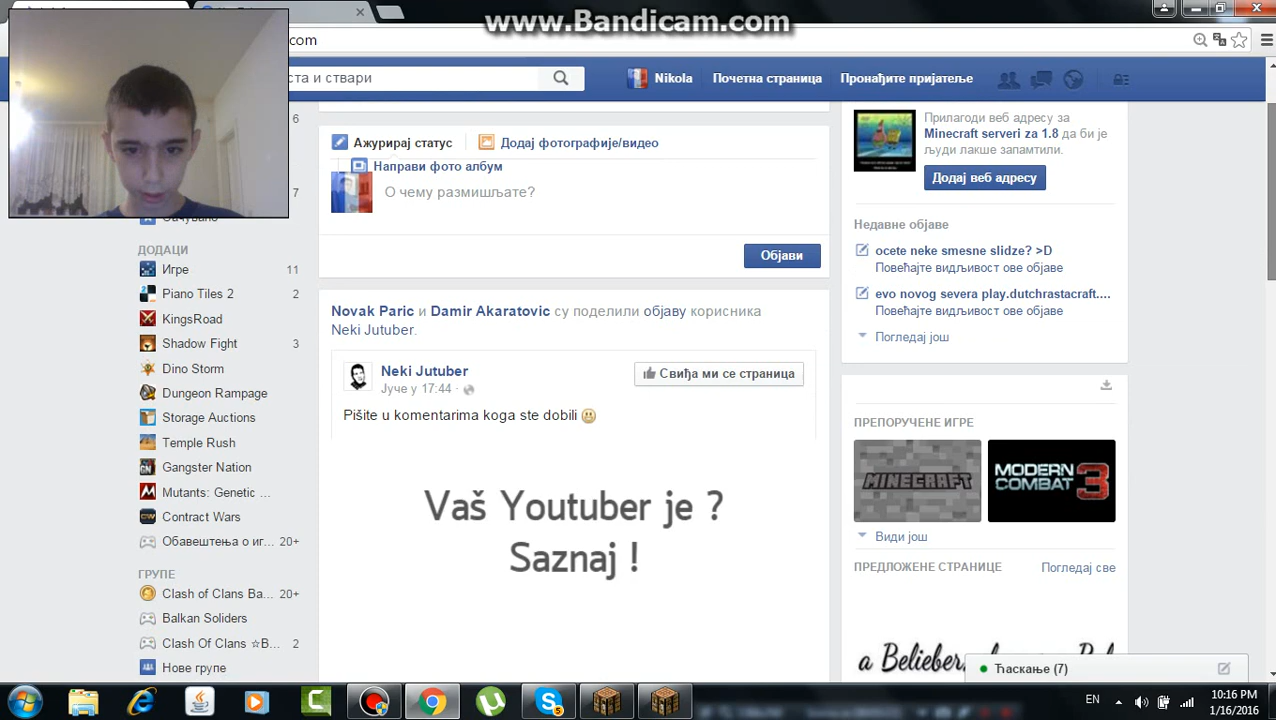 www.Bandicam.com
com
ста и ствари
Nikola
Почетна страница
Пронађите пријатеље
6
7
Зачувано
ДОДАЦИ
Игре 11
Piano Tiles 2 2
KingsRoad
Shadow Fight 3
Dino Storm
Dungeon Rampage
Storage Auctions
Temple Rush
Gangster Nation
Mutants: Genetic ...
Contract Wars
Обавештења о иг... 20+
ГРУПЕ
Clash of Clans Ba... 20+
Balkan Soliders
Clash Of Clans ☆B... 2
Нове групе
Ажурирај статус
Додај фотографије/видео
Направи фото албум
О чему размишљате?
Објави
Novak Paric и Damir Akaratovic су поделили објаву корисника
Neki Jutuber.
Neki Jutuber
Јуче у 17:44 ·
Свиђа ми се страница
Pišite u komentarima koga ste dobili 😃
Vaš Youtuber je ?
Saznaj !
Прилагоди веб адресу за
Minecraft serveri za 1.8 да би је
људи лакше запамтили.
Додај веб адресу
Недавне објаве
ocete neke smesne slidze? >D
Повећајте видљивост ове објаве
evo novog severa play.dutchrastacraft....
Повећајте видљивост ове објаве
Погледај још
ПРЕПОРУЧЕНЕ ИГРЕ
MINECRAFT
MODERN
COMBAT 3
Види још
ПРЕДЛОЖЕНЕ СТРАНИЦЕ
Погледај све
a Belieber
Ћаскање (7)
EN
10:16 PM
1/16/2016